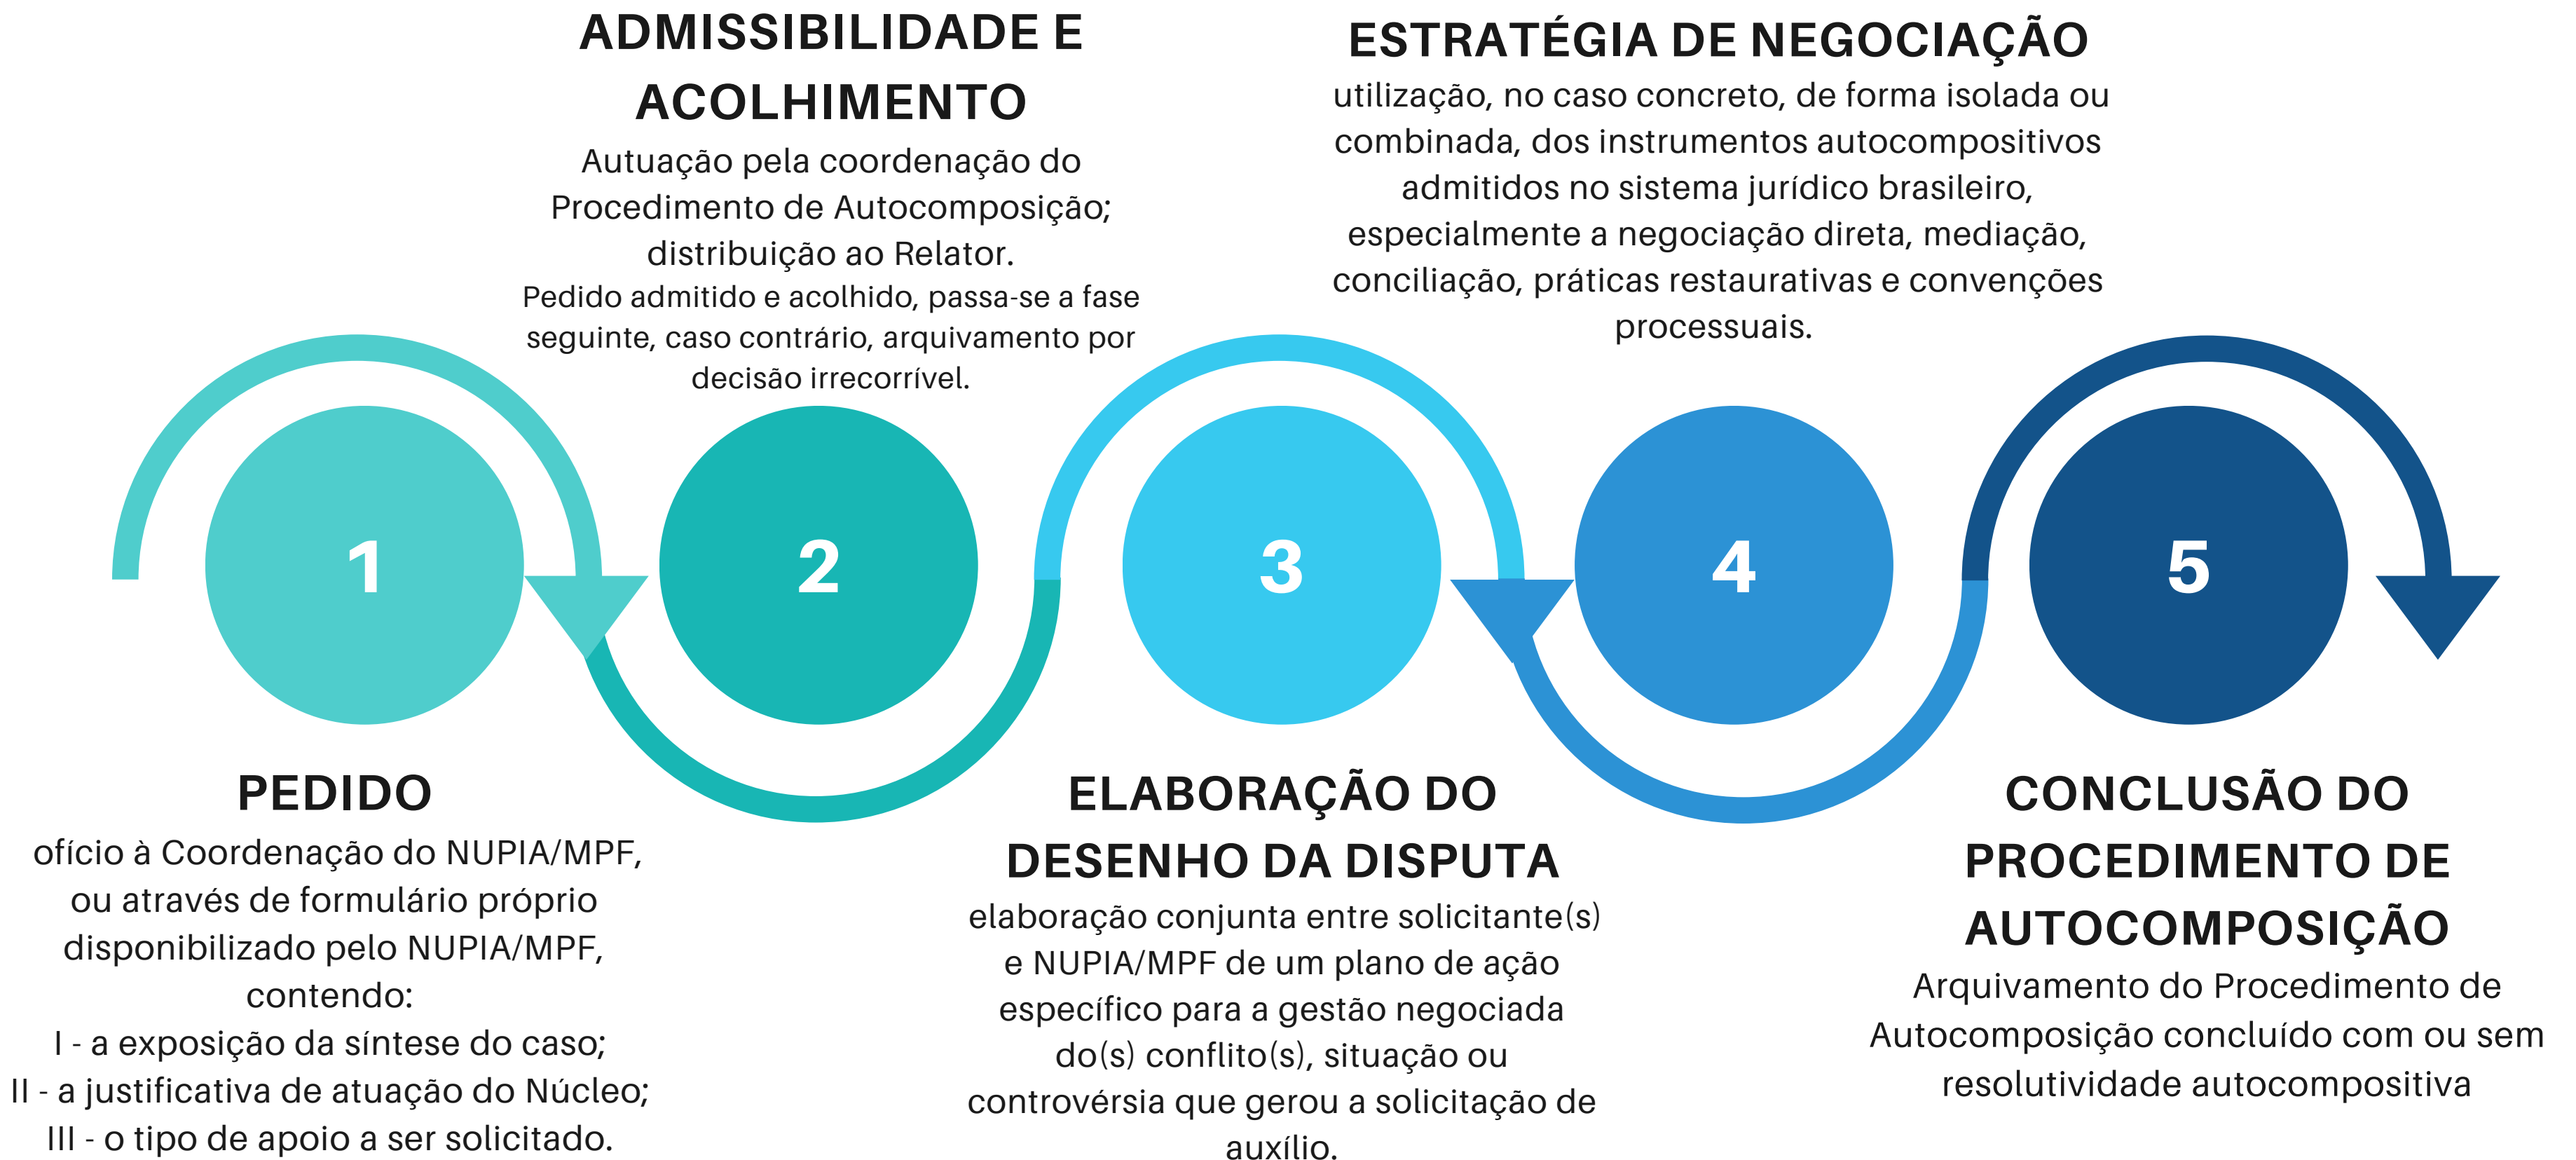 1
PEDIDO
ofício à Coordenação do NUPIA/MPF,
ou através de formulário próprio
disponibilizado pelo NUPIA/MPF,
contendo:
I - a exposição da síntese do caso;
II - a justificativa de atuação do Núcleo;
III - o tipo de apoio a ser solicitado.
ADMISSIBILIDADE E
ACOLHIMENTO
Autuação pela coordenação do
Procedimento de Autocomposição;
distribuição ao Relator.
Pedido admitido e acolhido, passa-se a fase
seguinte, caso contrário, arquivamento por
decisão irrecorrível.
2
3
ELABORAÇÃO DO
DESENHO DA DISPUTA
elaboração conjunta entre solicitante(s)
e NUPIA/MPF de um plano de ação
específico para a gestão negociada
do(s) conflito(s), situação ou
controvérsia que gerou a solicitação de
auxílio.
ESTRATÉGIA DE NEGOCIAÇÃO
utilização, no caso concreto, de forma isolada ou
combinada, dos instrumentos autocompositivos
admitidos no sistema jurídico brasileiro,
especialmente a negociação direta, mediação,
conciliação, práticas restaurativas e convenções
processuais.
4
5
CONCLUSÃO DO
PROCEDIMENTO DE
AUTOCOMPOSIÇÃO
Arquivamento do Procedimento de
Autocomposição concluído com ou sem
resolutividade autocompositiva